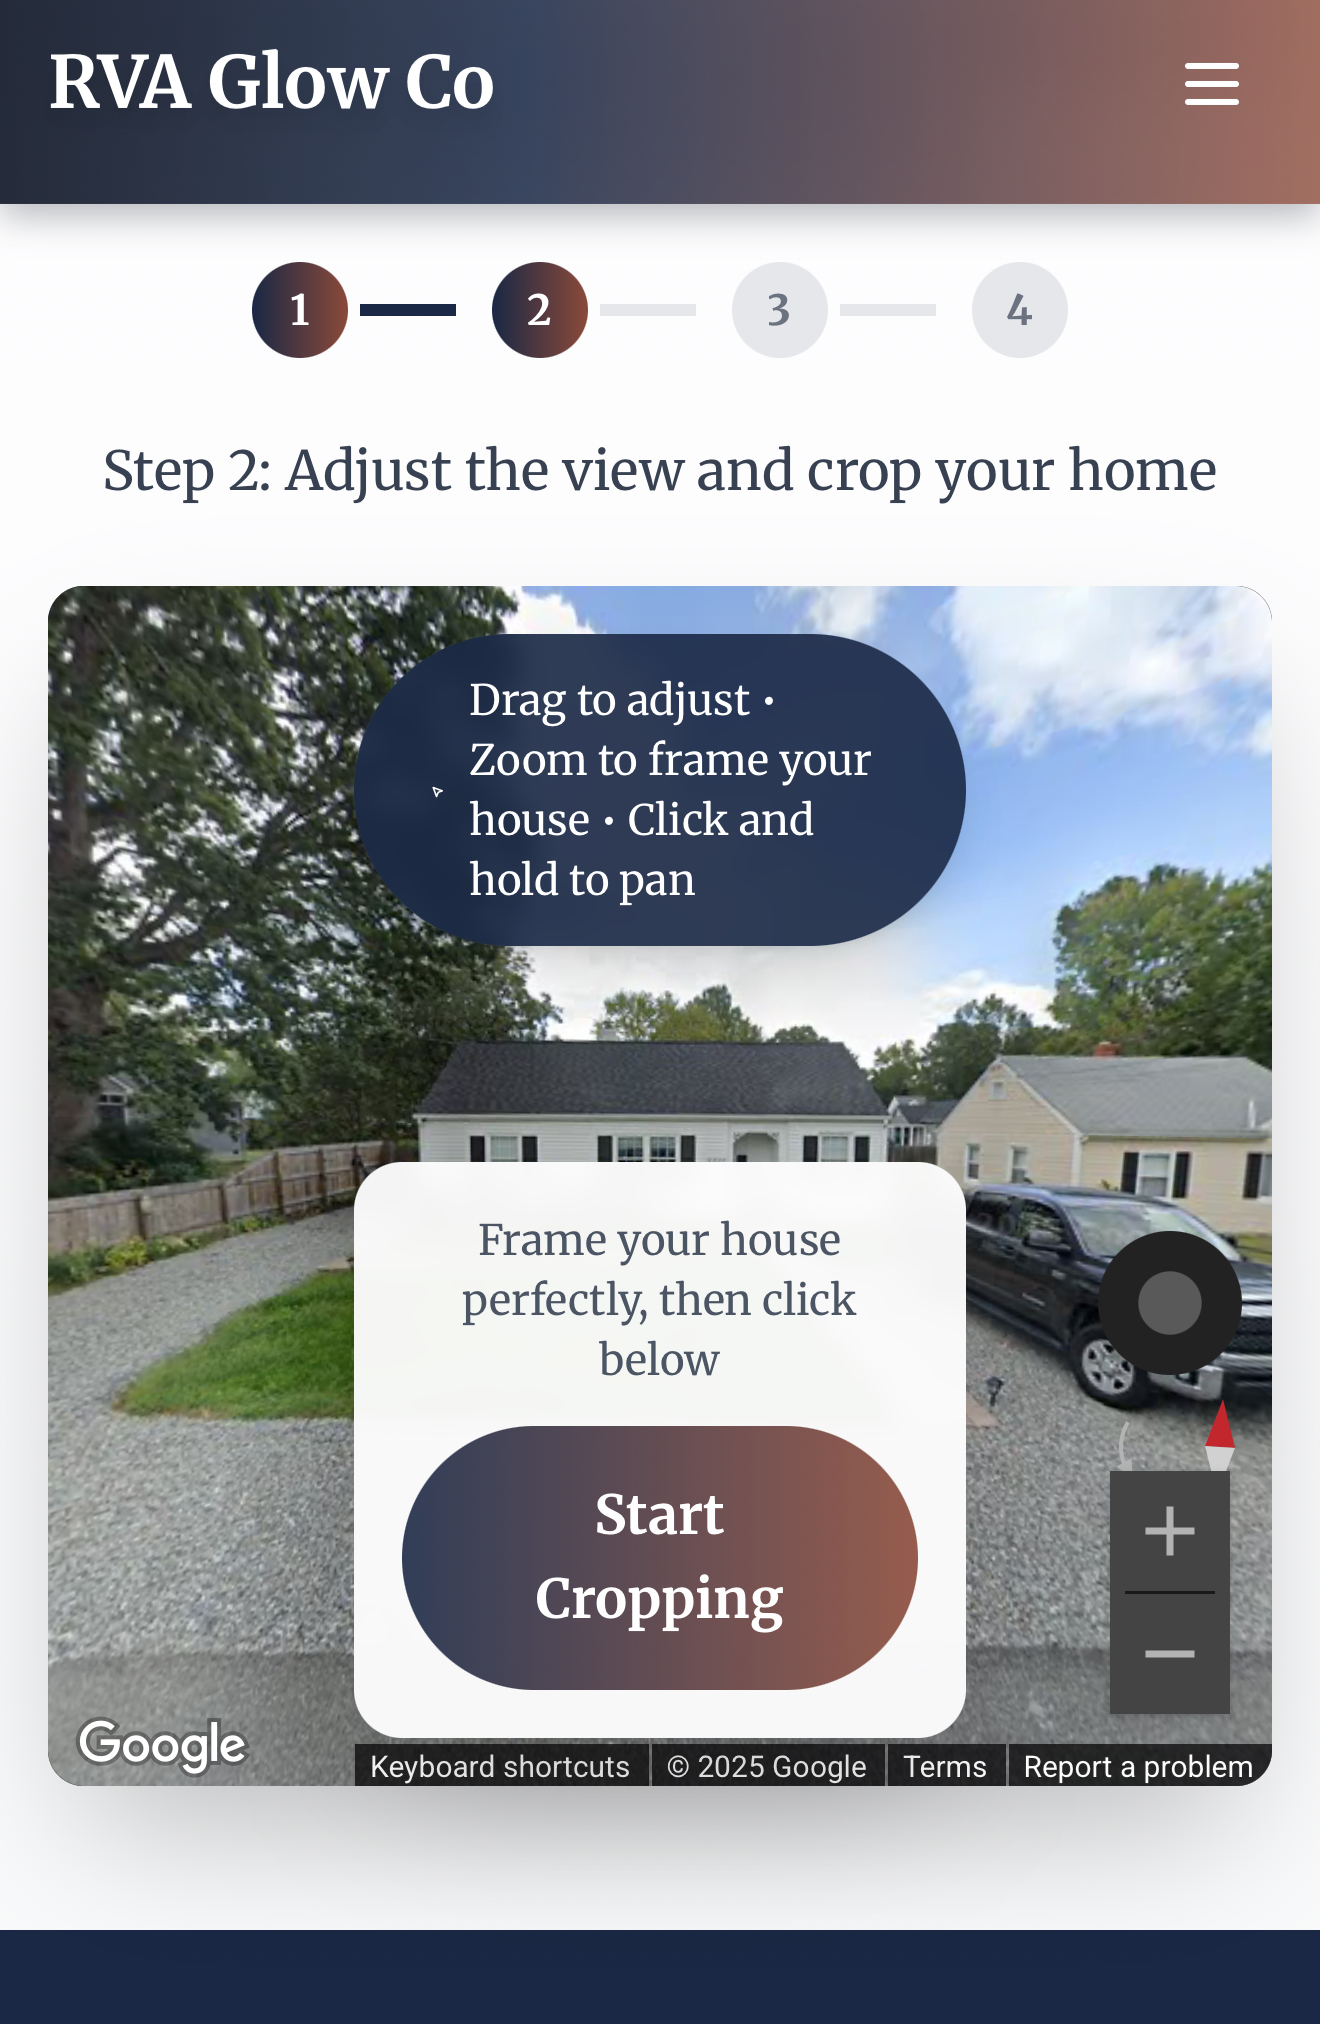 RVA Glow Co
1 2 3 4
Step 2: Adjust the view and crop your home
Drag to adjust •
Zoom to frame your
house • Click and
hold to pan
Frame your house
perfectly, then click
below
Start
Cropping
Google
Keyboard shortcuts © 2025 Google Terms Report a problem